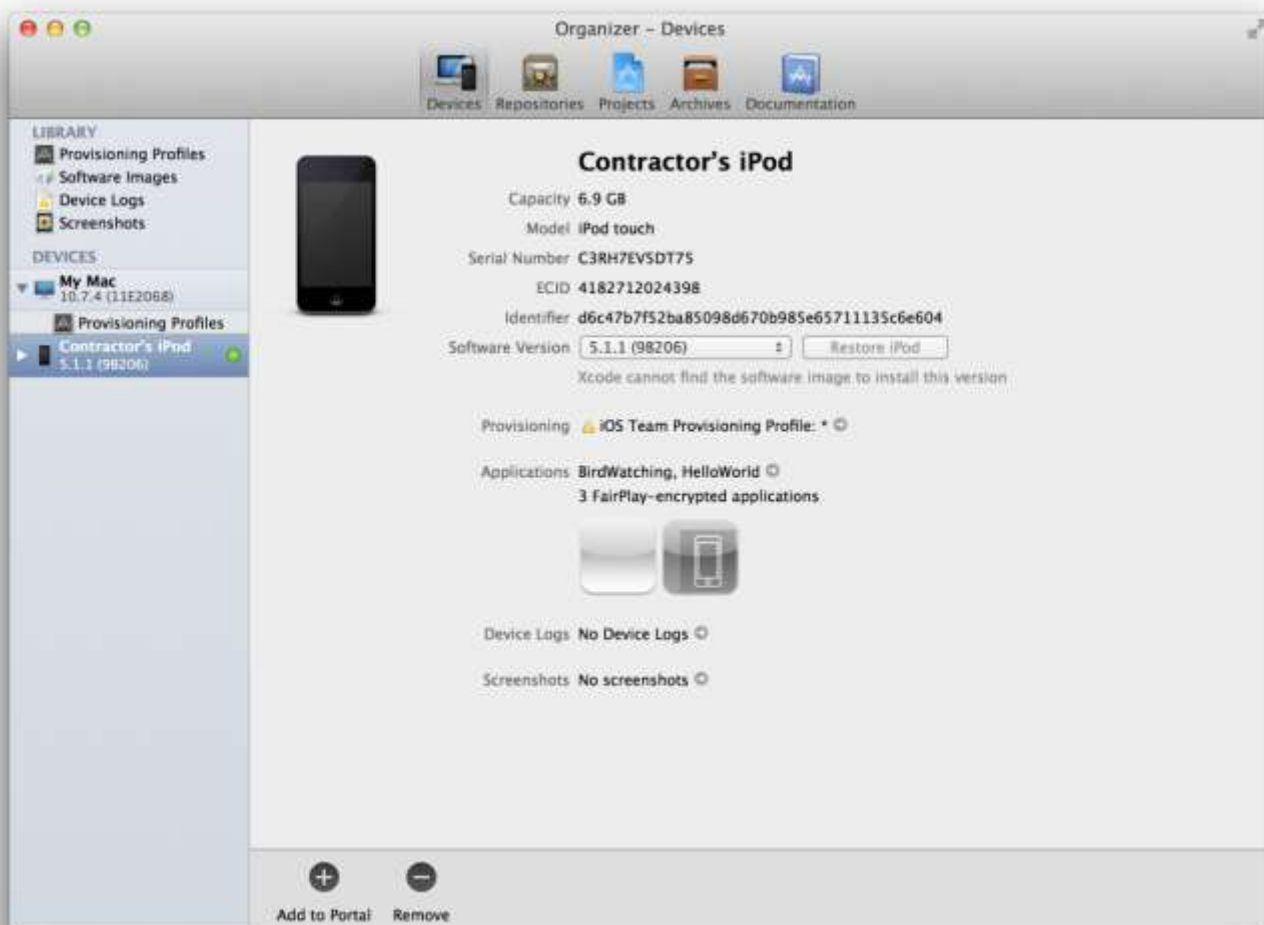 Organizer – Devices
Devices Repositories Projects Archives Documentation
LIBRARY
Provisioning Profiles
Software Images
Device Logs
Screenshots
DEVICES
My Mac
10.7.4 (11E2068)
Provisioning Profiles
Contractor's iPod
5.1.1 (9B206)
Contractor's iPod
Capacity 6.9 GB
Model iPod touch
Serial Number C3RH7EVSDT75
ECID 4182712024398
Identifier d6c47b7f52ba85098d670b985e65711135c6e604
Software Version 5.1.1 (9B206) Restore iPod
Xcode cannot find the software image to install this version
Provisioning iOS Team Provisioning Profile: *
Applications BirdWatching, HelloWorld
3 FairPlay-encrypted applications
Device Logs No Device Logs
Screenshots No screenshots
Add to Portal Remove